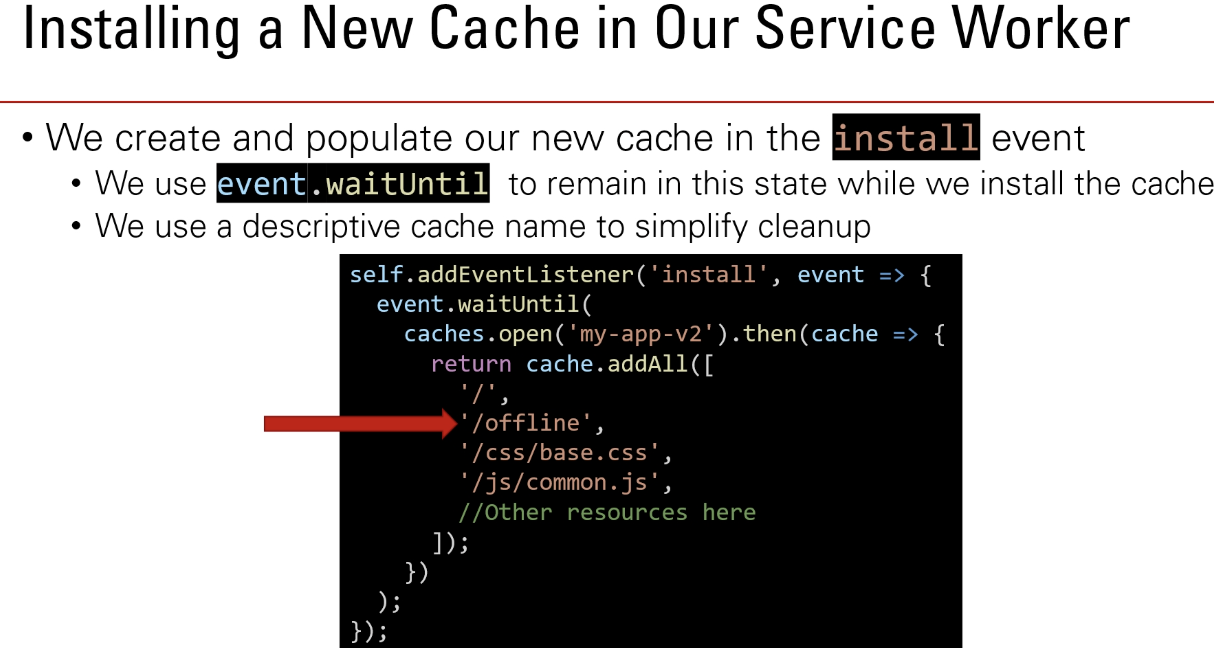 Installing a New Cache in Our Service Worker
• We create and populate our new cache in the install event
• We use event.waitUntil to remain in this state while we install the cache
• We use a descriptive cache name to simplify cleanup
self.addEventListener('install', event => {
  event.waitUntil(
    caches.open('my-app-v2').then(cache => {
      return cache.addAll([
        '/',
        '/offline',
        '/css/base.css',
        '/js/common.js',
        //Other resources here
      ]);
    })
  );
});